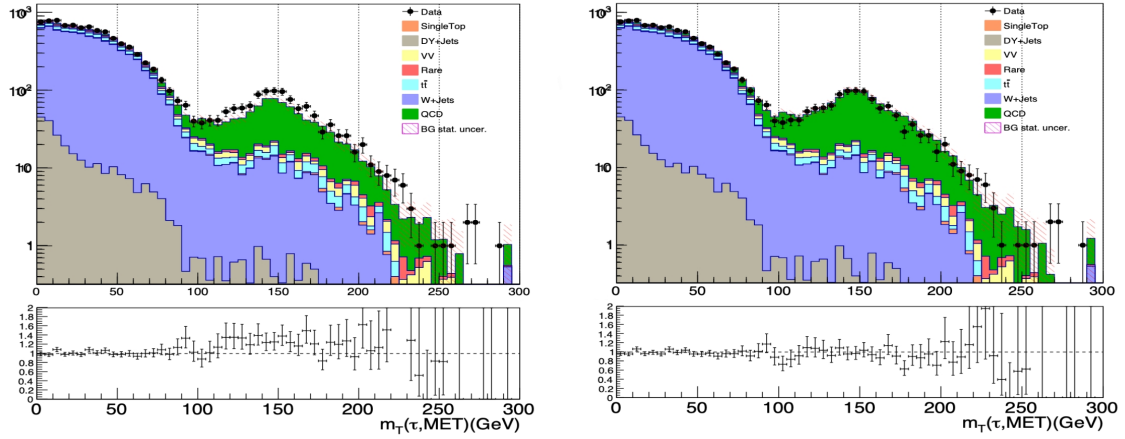 10³
10²
10
1
Data
SingleTop
DY+Jets
VV
Rare
tt̄
W+Jets
QCD
BG stat. uncer.
0 50 100 150 200 250 300
2
1.8
1.6
1.4
1.2
1
0.8
0.6
0.4
0.2
0
0 50 100 150 200 250 300
m_T(τ,MET)(GeV)
10³
10²
10
1
Data
SingleTop
DY+Jets
VV
Rare
tt̄
W+Jets
QCD
BG stat. uncer.
0 50 100 150 200 250 300
2
1.8
1.6
1.4
1.2
1
0.8
0.6
0.4
0.2
0
0 50 100 150 200 250 300
m_T(τ,MET)(GeV)